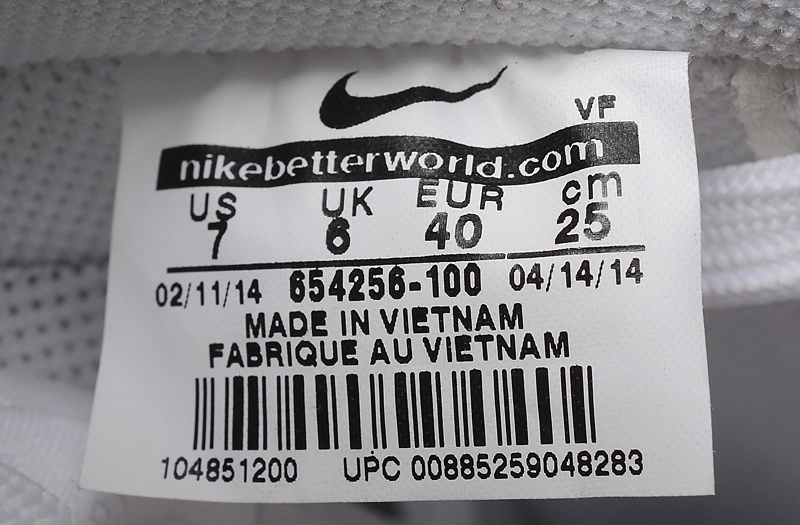 VF
nikebetterworld.com
US UK EUR cm
7 6 40 25
02/11/14 654256-100 04/14/14
MADE IN VIETNAM
FABRIQUE AU VIETNAM
104851200 UPC 00885259048283